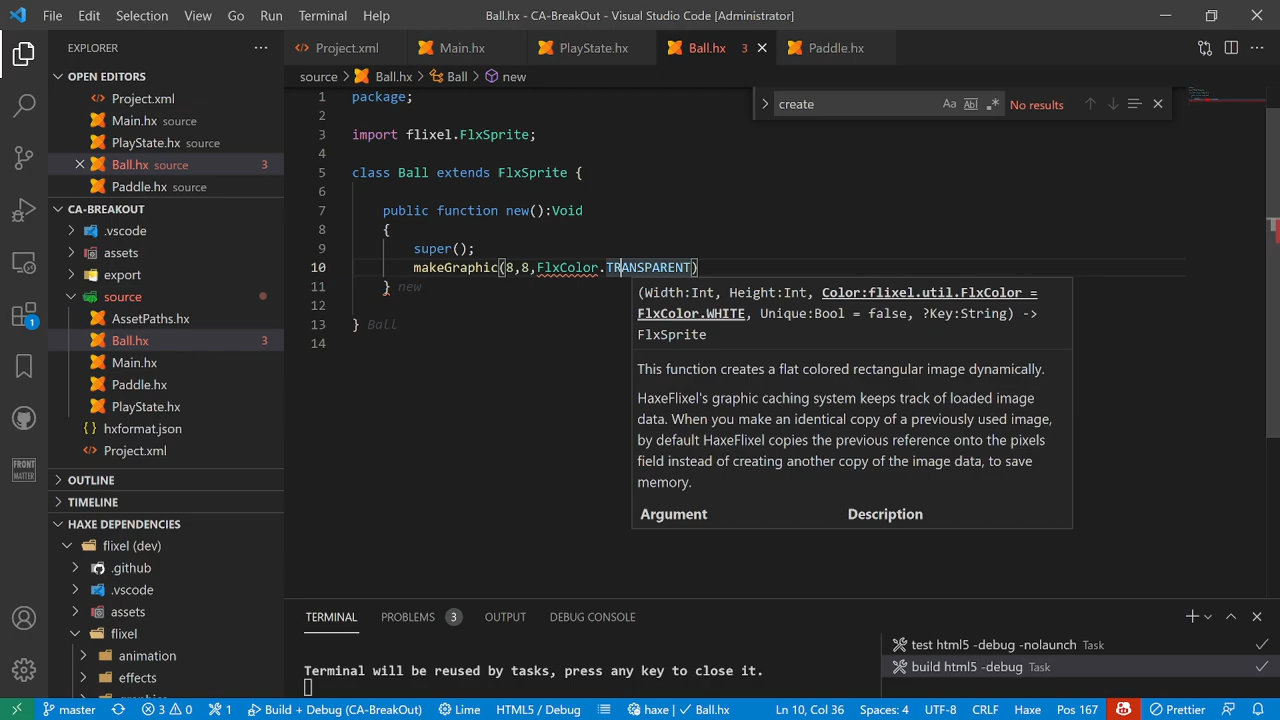 File Edit Selection View Go Run Terminal Help
Ball.hx - CA-BreakOut - Visual Studio Code [Administrator]
EXPLORER
Project.xml
Main.hx
PlayState.hx
Ball.hx 3
Paddle.hx
source > Ball.hx > Ball > new
OPEN EDITORS
Project.xml
Main.hx source
PlayState.hx source
Ball.hx source 3
Paddle.hx source
CA-BREAKOUT
.vscode
assets
export
source
AssetPaths.hx
Ball.hx 3
Main.hx
Paddle.hx
PlayState.hx
hxformat.json
Project.xml
OUTLINE
TIMELINE
HAXE DEPENDENCIES
flixel (dev)
.github
.vscode
assets
flixel
animation
effects
1
FRONT
MATTER
create
Aa Abl .*
No results
1 package;
2
3 import flixel.FlxSprite;
4
5 class Ball extends FlxSprite {
6
7 public function new():Void
8 {
9 super();
10 makeGraphic(8,8,FlxColor.TRANSPARENT)
11 } new
12
13 } Ball
14
(Width:Int, Height:Int, Color:flixel.util.FlxColor =
FlxColor.WHITE, Unique:Bool = false, ?Key:String) ->
FlxSprite
This function creates a flat colored rectangular image dynamically.
HaxeFlixel's graphic caching system keeps track of loaded image
data. When you make an identical copy of a previously used image,
by default HaxeFlixel copies the previous reference onto the pixels
field instead of creating another copy of the image data, to save
memory.
Argument Description
TERMINAL PROBLEMS 3 OUTPUT DEBUG CONSOLE
Terminal will be reused by tasks, press any key to close it.
test html5 -debug -nolaunch Task
build html5 -debug Task
master 3 0 1 Build + Debug (CA-BreakOut) Lime HTML5 / Debug haxe | Ball.hx Ln 10, Col 36 Spaces: 4 UTF-8 CRLF Haxe Pos 167 Prettier